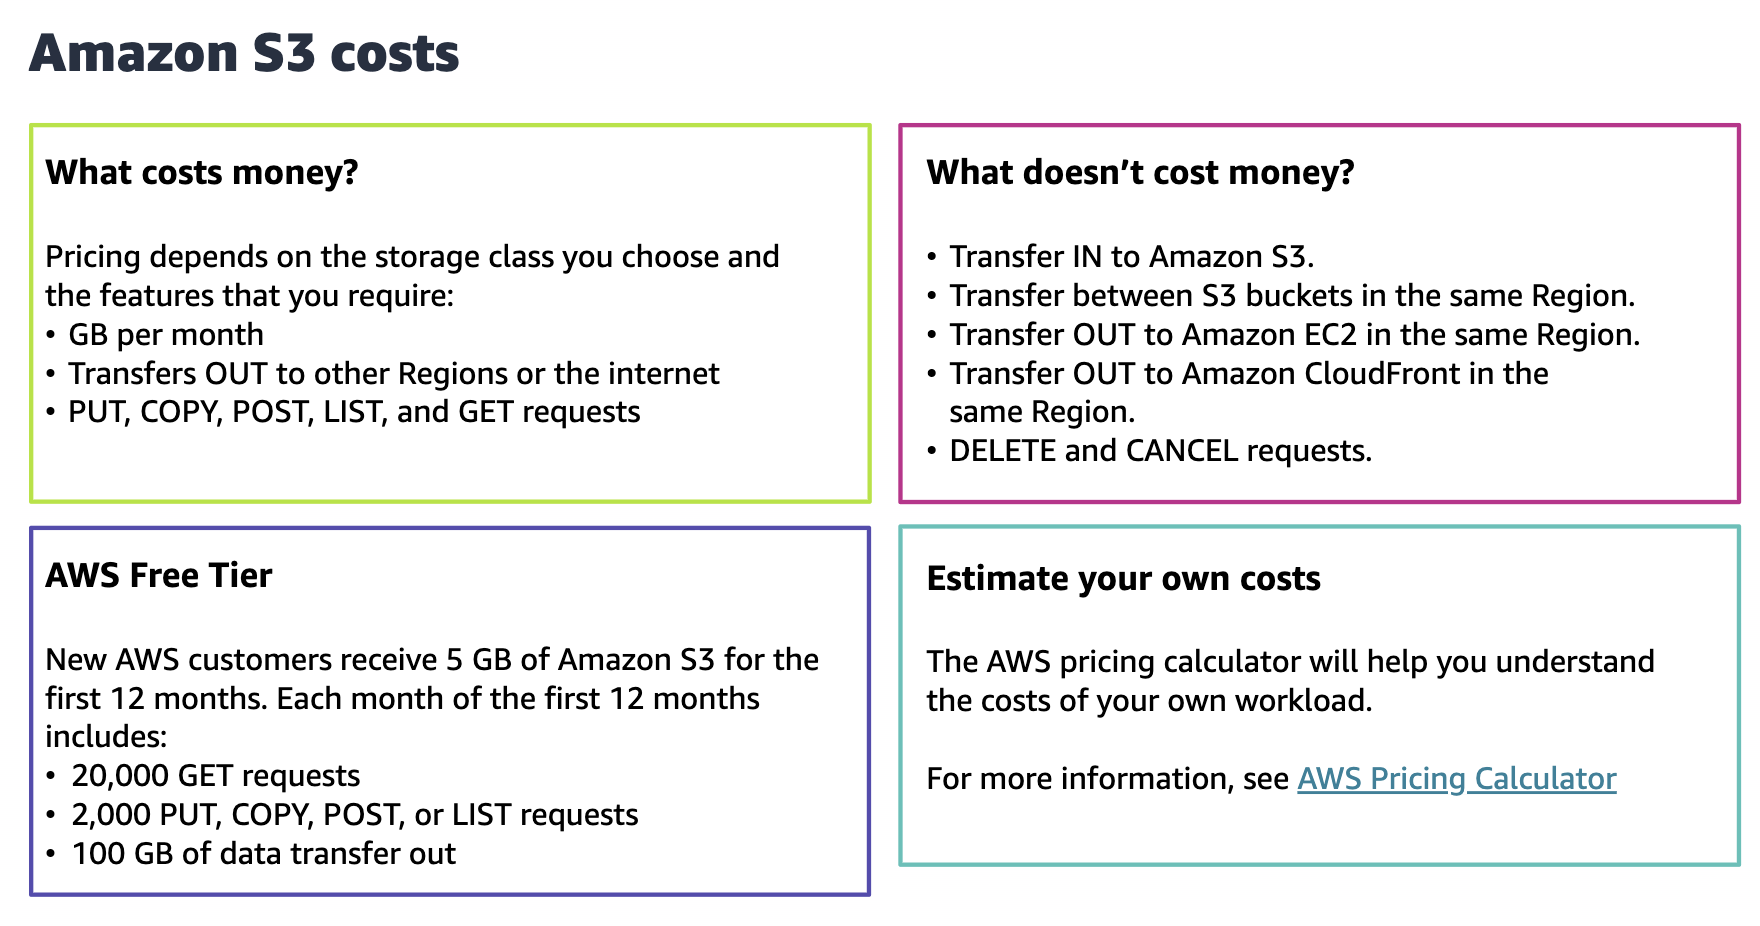 Amazon S3 costs
What costs money?
Pricing depends on the storage class you choose and
the features that you require:
• GB per month
• Transfers OUT to other Regions or the internet
• PUT, COPY, POST, LIST, and GET requests
What doesn’t cost money?
• Transfer IN to Amazon S3.
• Transfer between S3 buckets in the same Region.
• Transfer OUT to Amazon EC2 in the same Region.
• Transfer OUT to Amazon CloudFront in the
same Region.
• DELETE and CANCEL requests.
AWS Free Tier
New AWS customers receive 5 GB of Amazon S3 for the
first 12 months. Each month of the first 12 months
includes:
• 20,000 GET requests
• 2,000 PUT, COPY, POST, or LIST requests
• 100 GB of data transfer out
Estimate your own costs
The AWS pricing calculator will help you understand
the costs of your own workload.
For more information, see AWS Pricing Calculator